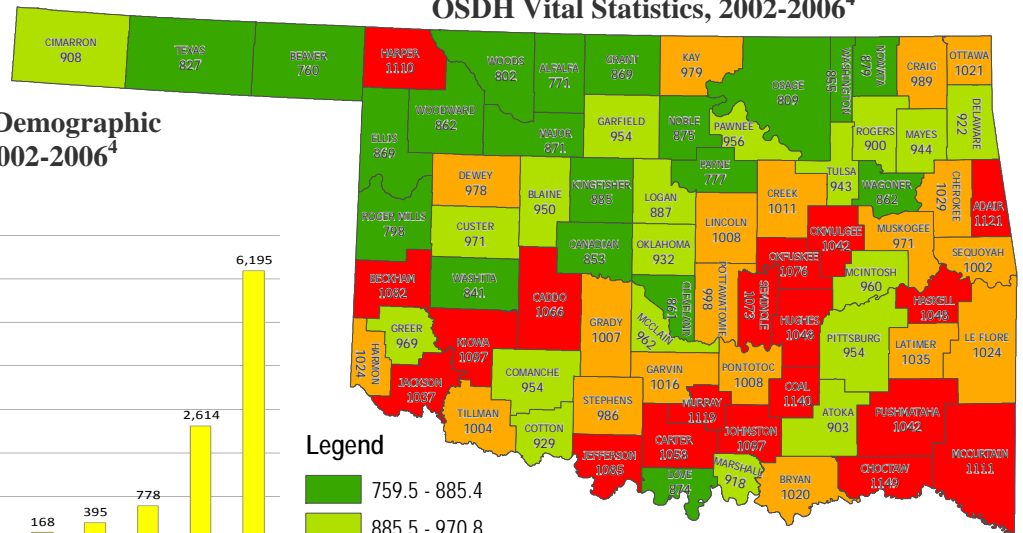 OSDH Vital Statistics, 2002-2006⁴
Demographic
002-2006⁴
6,195
2,614
778
395
168
CIMARRON
908
TEXAS
827
BEAVER
760
HARPER
1110
WOODS
802
ALFALFA
771
GRANT
869
KAY
979
OSAGE
809
WASHINGTON
855
NOWATA
879
CRAIG
989
OTTAWA
1021
ELLIS
869
WOODWARD
862
MAJOR
871
GARFIELD
954
NOBLE
875
PAWNEE
956
ROGERS
900
MAYES
944
DELAWARE
922
DEWEY
978
BLAINE
950
KINGFISHER
885
LOGAN
887
PAYNE
777
CREEK
1011
TULSA
943
WAGONER
862
CHEROKEE
1029
ADAIR
1121
ROGER MILLS
798
CUSTER
971
CANADIAN
853
OKLAHOMA
932
LINCOLN
1008
OKMULGEE
1042
MUSKOGEE
971
SEQUOYAH
1002
BECKHAM
1062
WASHITA
841
CADDO
1066
GRADY
1007
CLEVELAND
861
POTTAWATOMIE
998
SEMINOLE
1073
OKFUSKEE
1076
MCINTOSH
960
HASKELL
1048
GREER
969
KIOWA
1097
MCCLAIN
962
HUGHES
1046
PITTSBURG
954
LATIMER
1035
LE FLORE
1024
HARMON
1024
JACKSON
1037
COMANCHE
954
GARVIN
1016
PONTOTOC
1008
COAL
1140
TILLMAN
1004
COTTON
929
STEPHENS
986
MURRAY
1119
JOHNSTON
1097
ATOKA
903
PUSHMATAHA
1042
MCCURTAIN
1111
JEFFERSON
1085
CARTER
1058
LOVE
874
MARSHALL
918
BRYAN
1020
CHOCTAW
1149
Legend
759.5 - 885.4
885.5 - 970.8